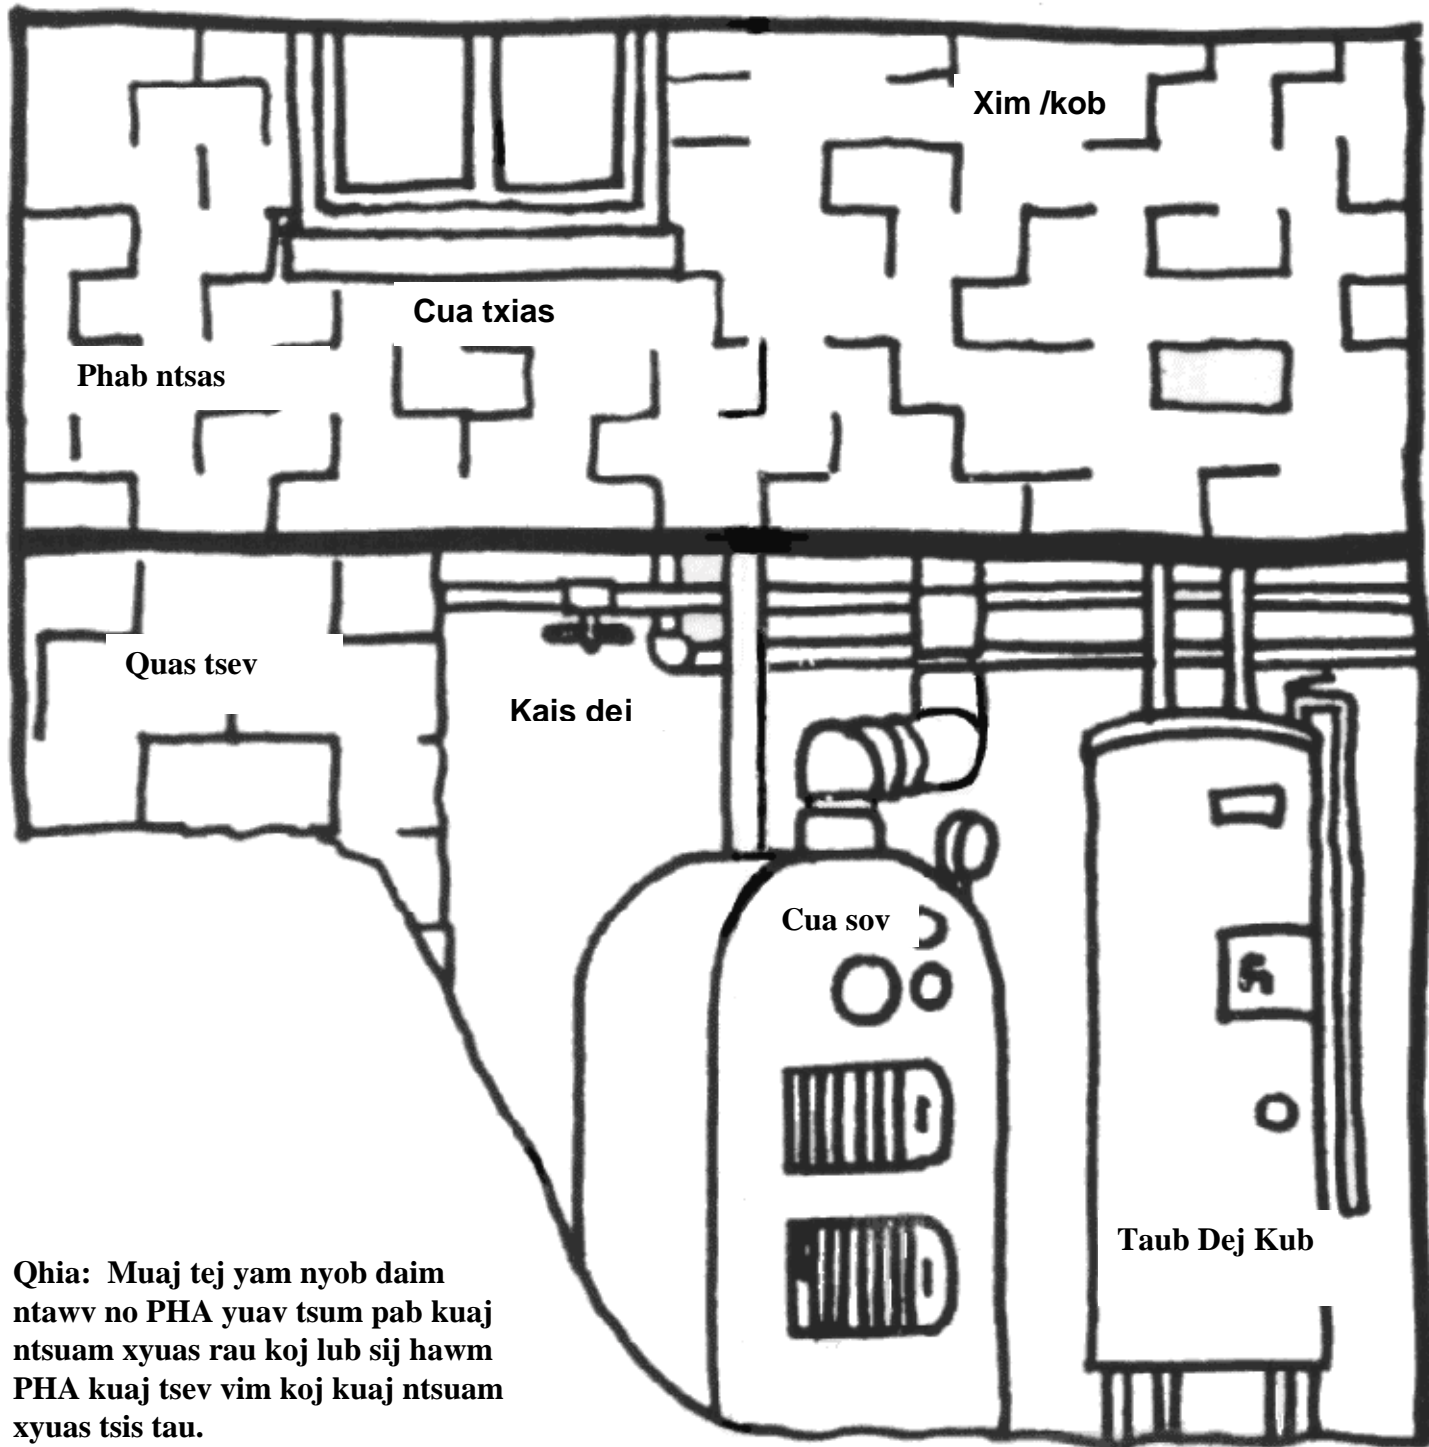 Xim /kob
Cua txias
Phab ntsas
Quas tsev
Kais dej
Cua sov
Taub Dej Kub
Qhia: Muaj tej yam nyob daim
ntawv no PHA yuav tsum pab kuaj
ntsuam xyuas rau koj lub sij hawm
PHA kuaj tsev vim koj kuaj ntsuam
xyuas tsis tau.